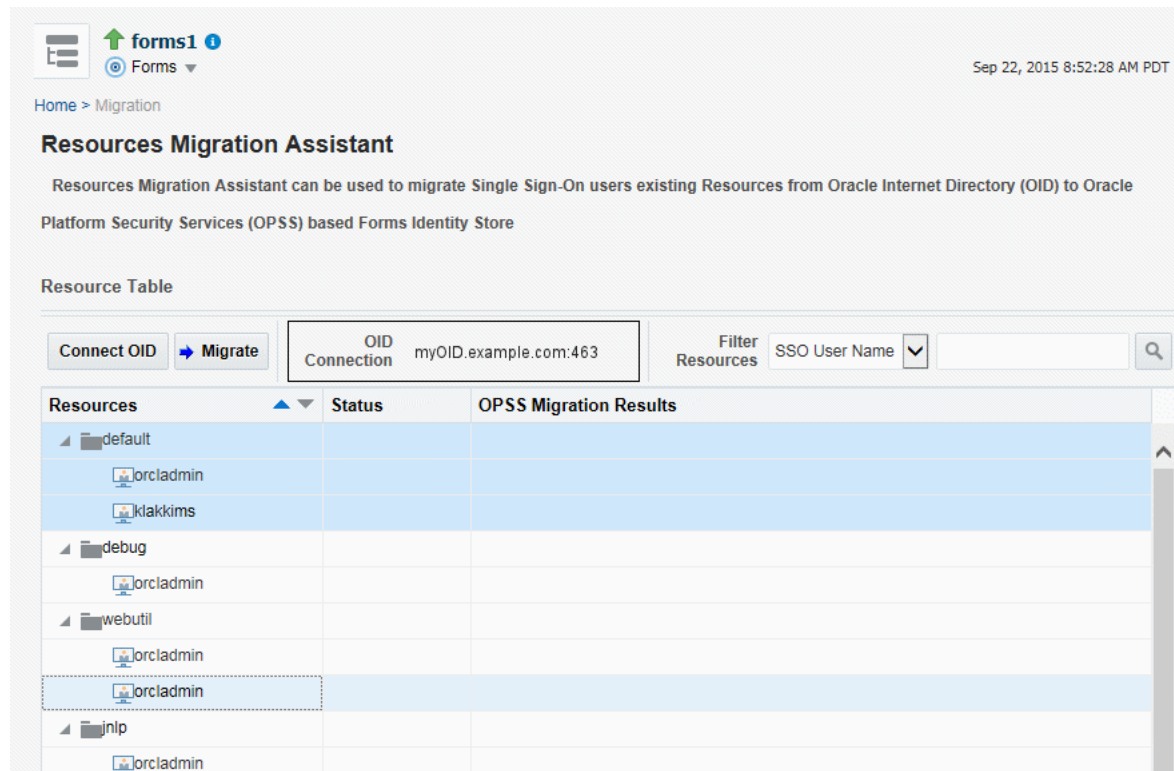 forms1
Forms
Sep 22, 2015 8:52:28 AM PDT
Home > Migration
Resources Migration Assistant
Resources Migration Assistant can be used to migrate Single Sign-On users existing Resources from Oracle Internet Directory (OID) to Oracle
Platform Security Services (OPSS) based Forms Identity Store
Resource Table
Connect OID
Migrate
OID
Connection
myOID.example.com:463
Filter
Resources
SSO User Name
Resources
Status
OPSS Migration Results
default
orcladmin
klakkims
debug
orcladmin
webutil
orcladmin
orcladmin
jnlp
orcladmin